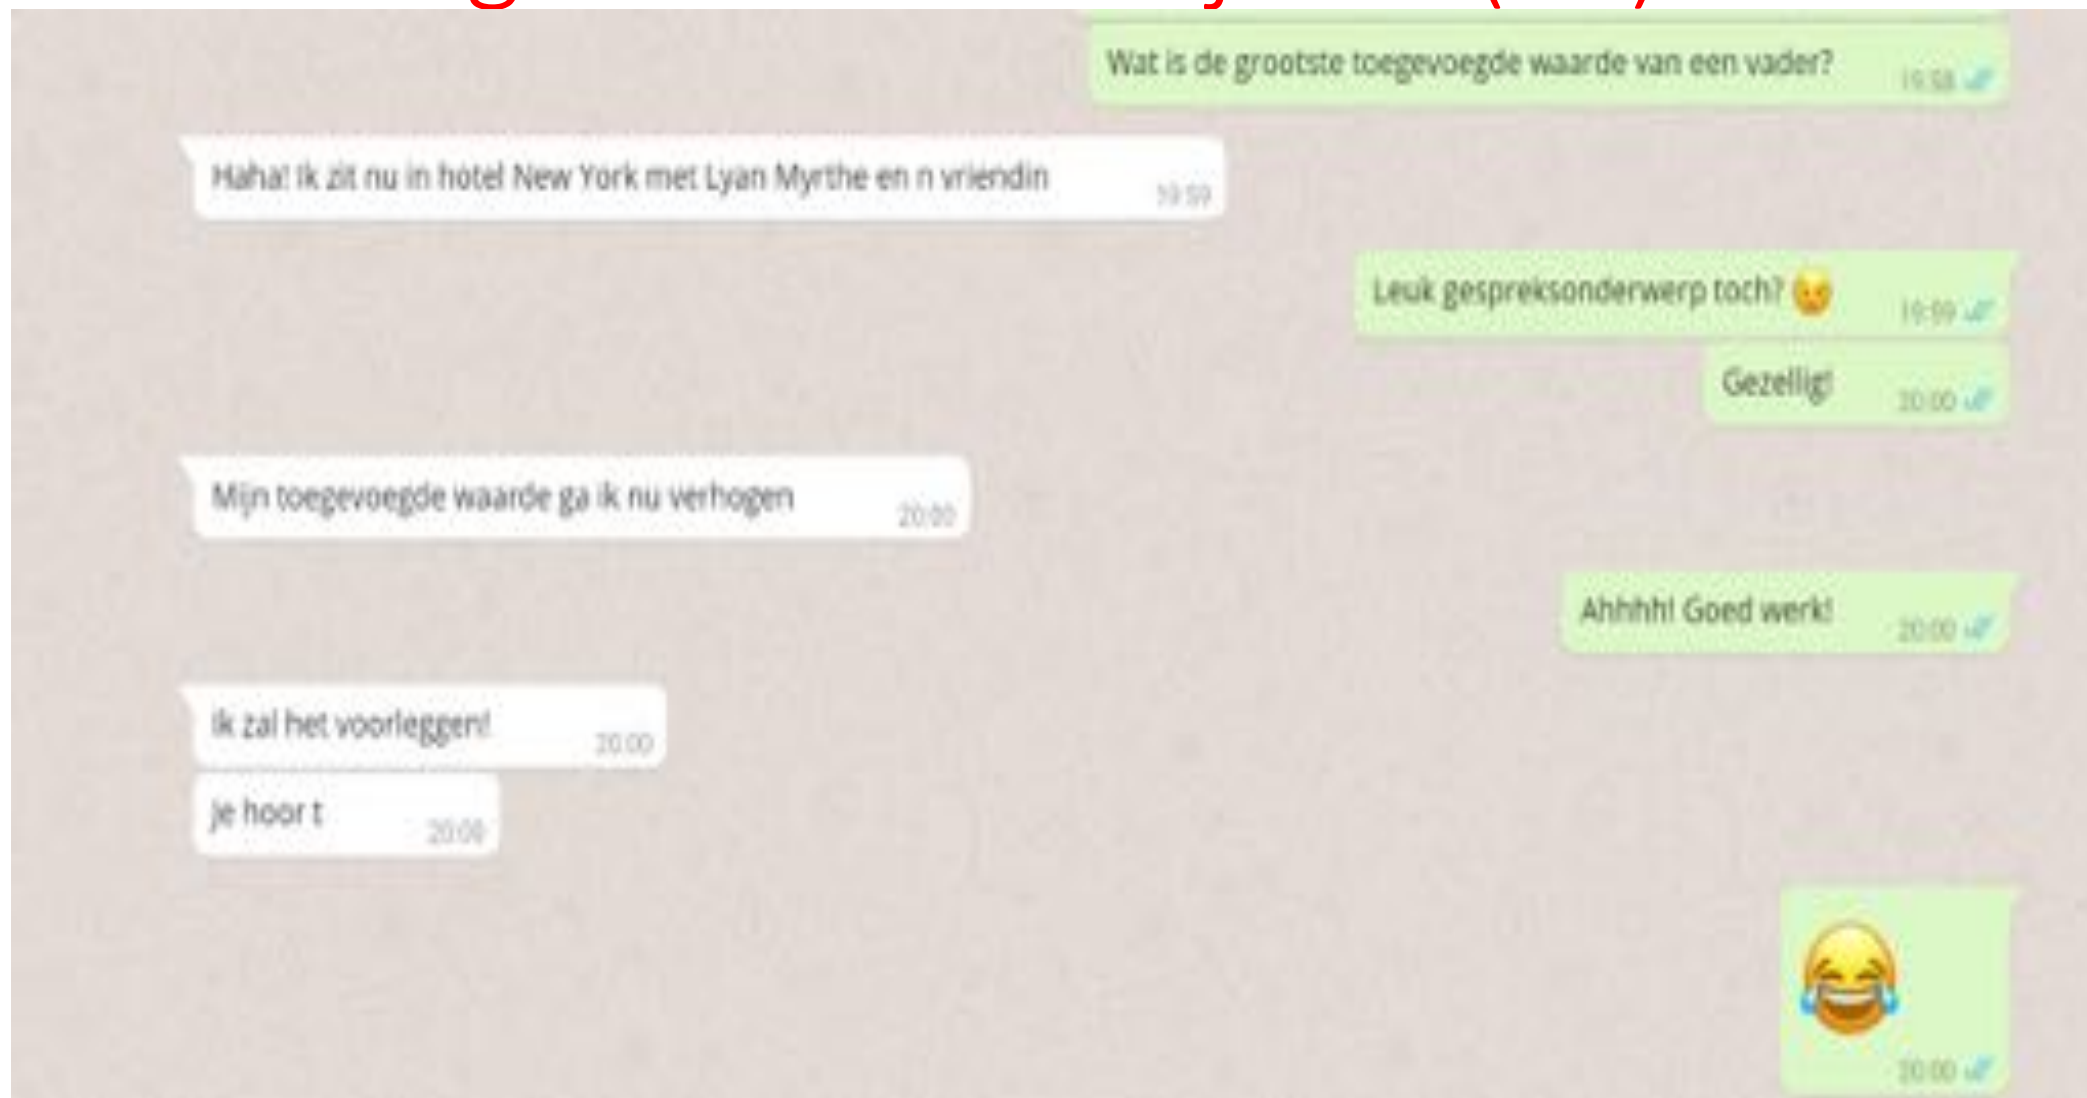 Wat is de grootste toegevoegde waarde van een vader?
19:58
Haha! Ik zit nu in hotel New York met Lyan Myrthe en n vriendin
19:59
Leuk gespreksonderwerp toch?
19:59
Gezellig!
20:00
Mijn toegevoegde waarde ga ik nu verhogen
20:00
Ahhhh! Goed werk!
20:00
Ik zal het voorleggen!
20:00
Je hoor t
20:00
20:00